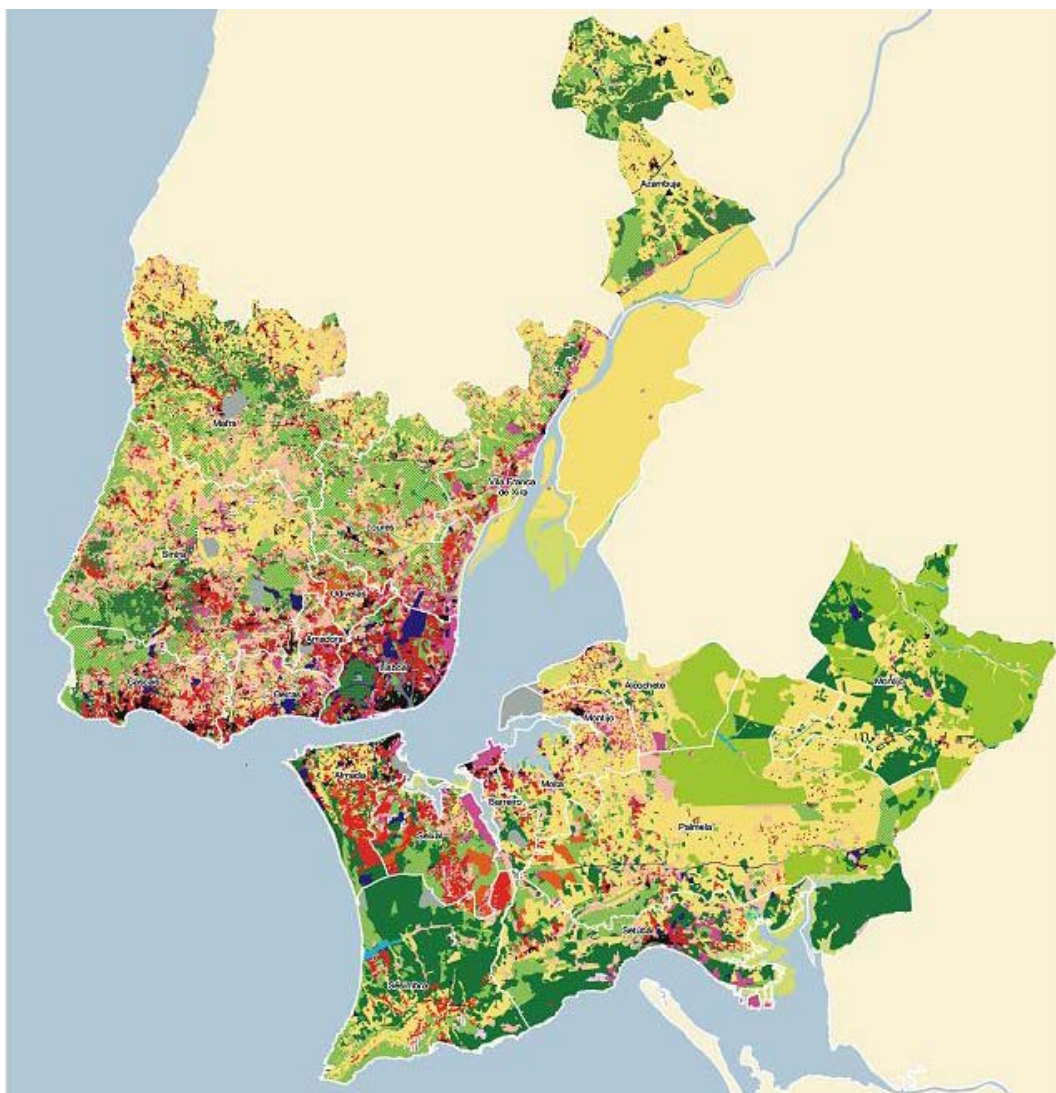 Azambuja
Mafra
Vila Franca
de Xira
Loures
Sintra
Odivelas
Amadora
Lisboa
Cascais
Oeiras
Alcochete
Montijo
Montijo
Almada
Moita
Barreiro
Seixal
Palmela
Setúbal
Sesimbra